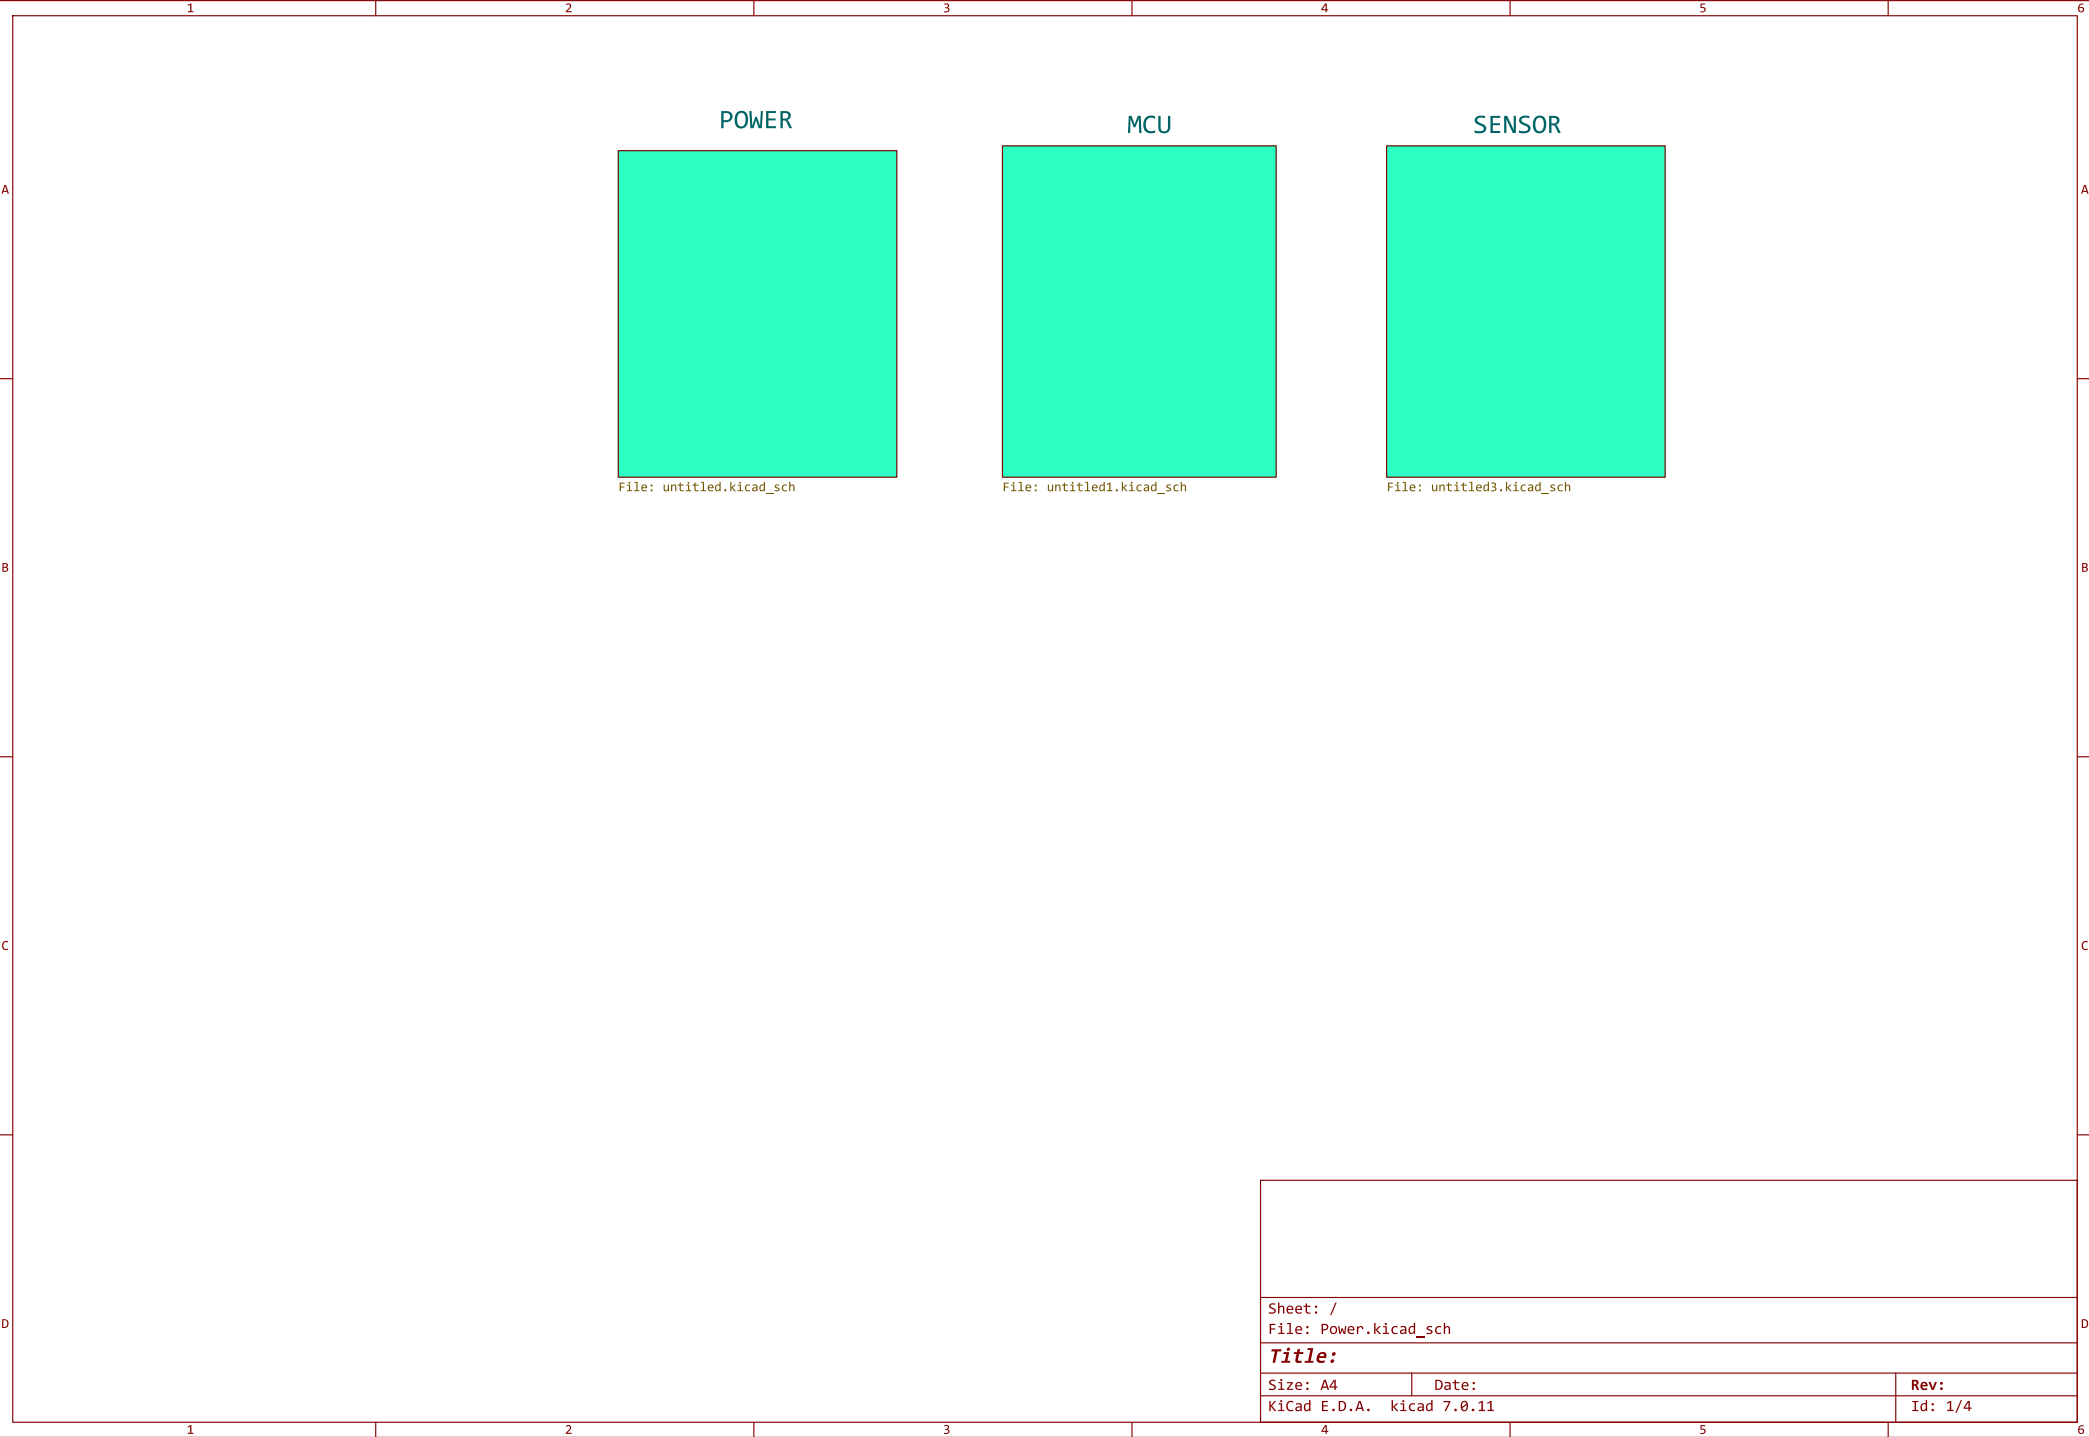 1 2 3 4 5 6
POWER MCU SENSOR
A A
File: untitled.kicad_sch File: untitled1.kicad_sch File: untitled3.kicad_sch
B B
C C
Sheet: /
File: Power.kicad_sch
D D
Title:
Size: A4 Date: Rev:
KiCad E.D.A. kicad 7.0.11 Id: 1/4
1 2 3 4 5 6